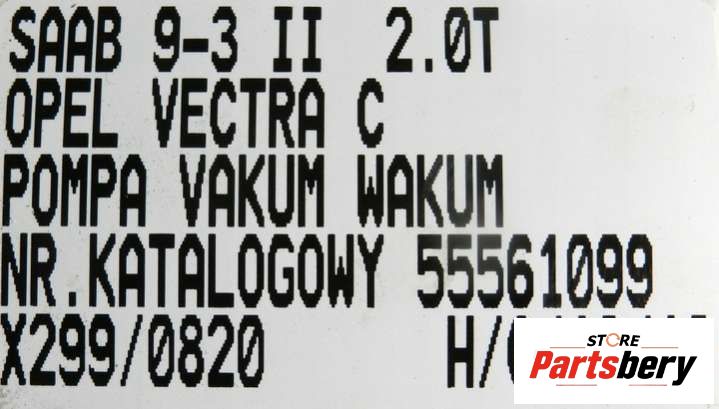 SAAB 9-3 II 2.0T
OPEL VECTRA C
POMPA VAKUM WAKUM
NR.KATALOGOWY 55561099
X299/0820
STORE
Partsbery